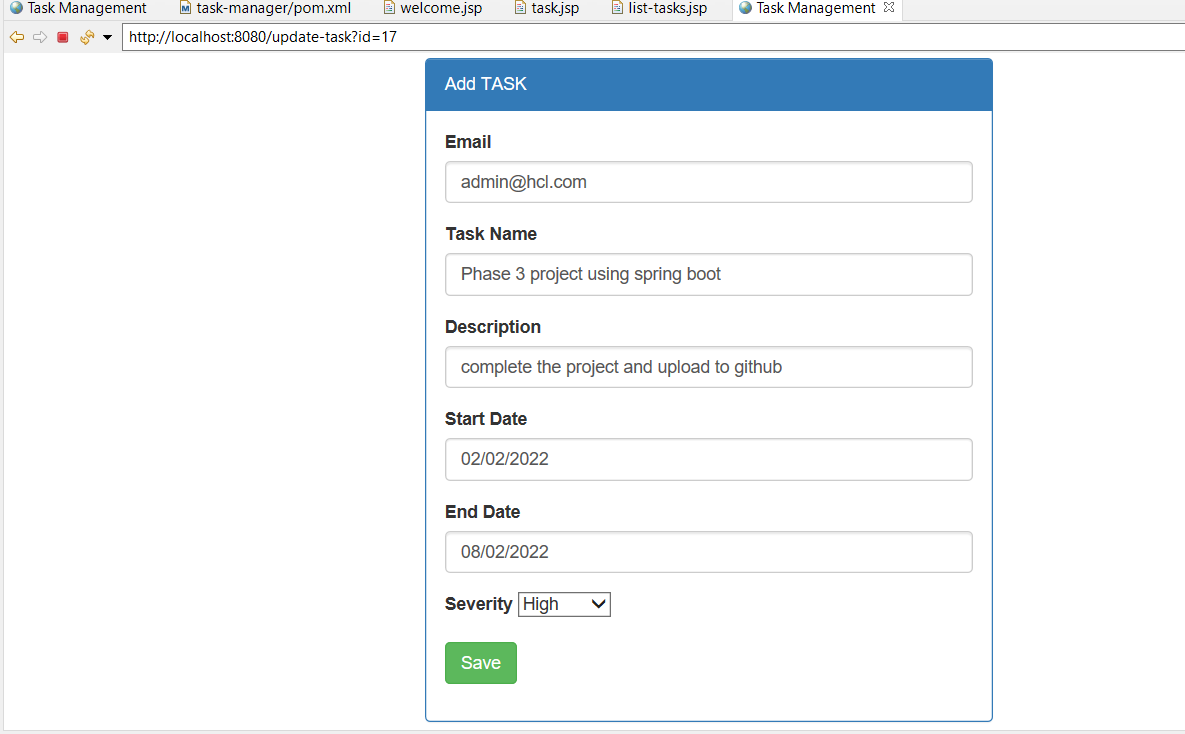 Task Management task-manager/pom.xml welcome.jsp task.jsp list-tasks.jsp Task Management
http://localhost:8080/update-task?id=17
Add TASK
Email
admin@hcl.com
Task Name
Phase 3 project using spring boot
Description
complete the project and upload to github
Start Date
02/02/2022
End Date
08/02/2022
Severity High
Save